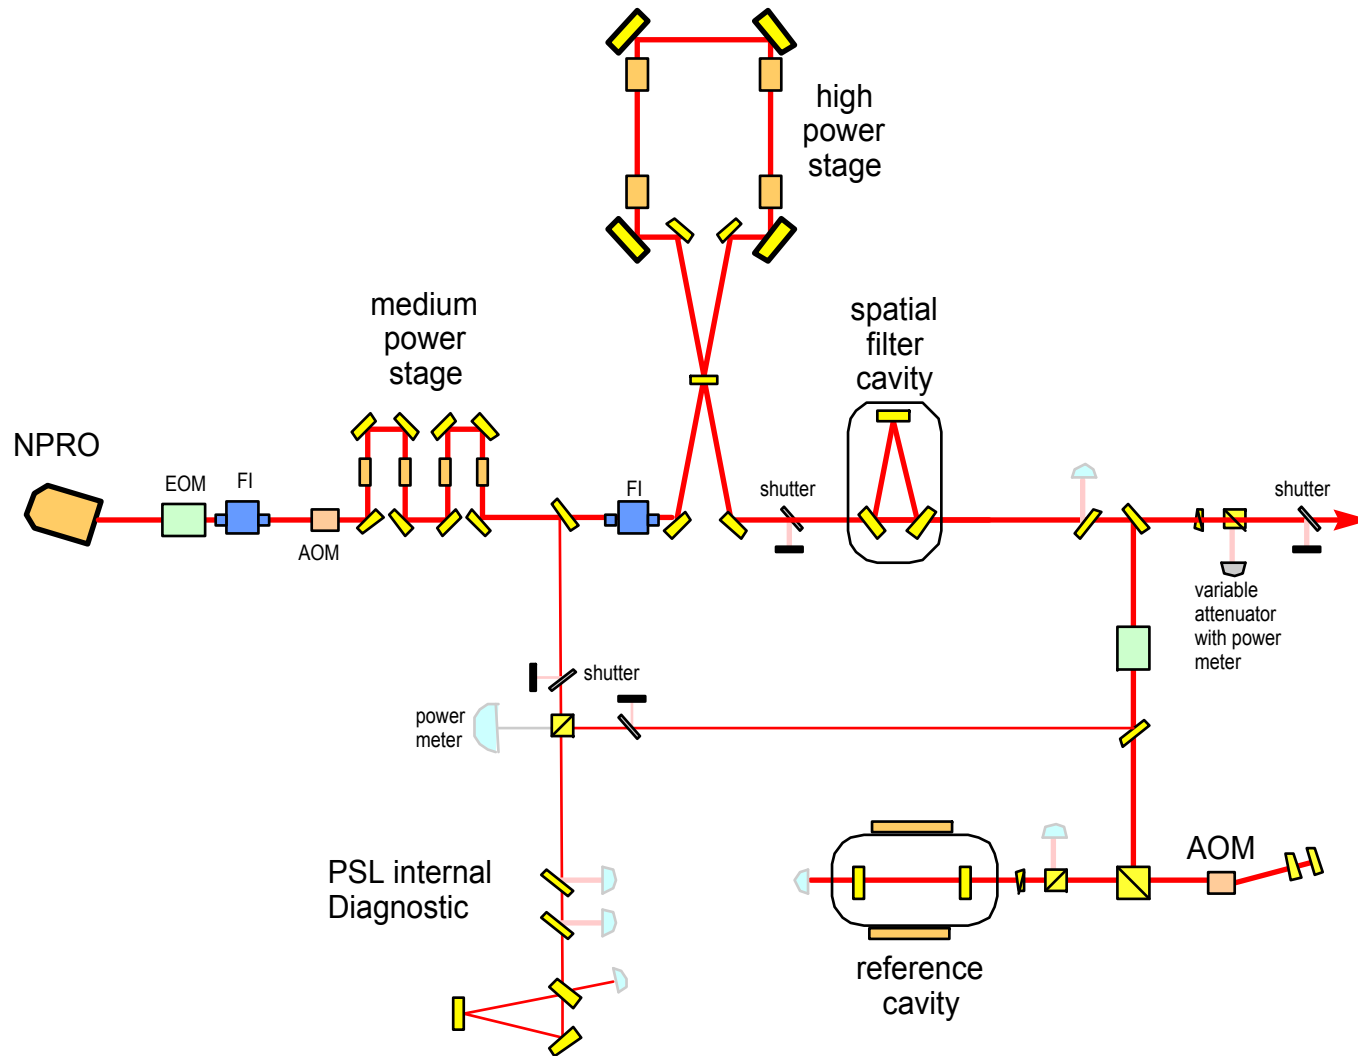 high
power
stage
medium
power
stage
spatial
filter
cavity
NPRO
EOM
FI
AOM
FI
shutter
shutter
variable
attenuator
with power
meter
shutter
power
meter
PSL internal
Diagnostic
AOM
reference
cavity